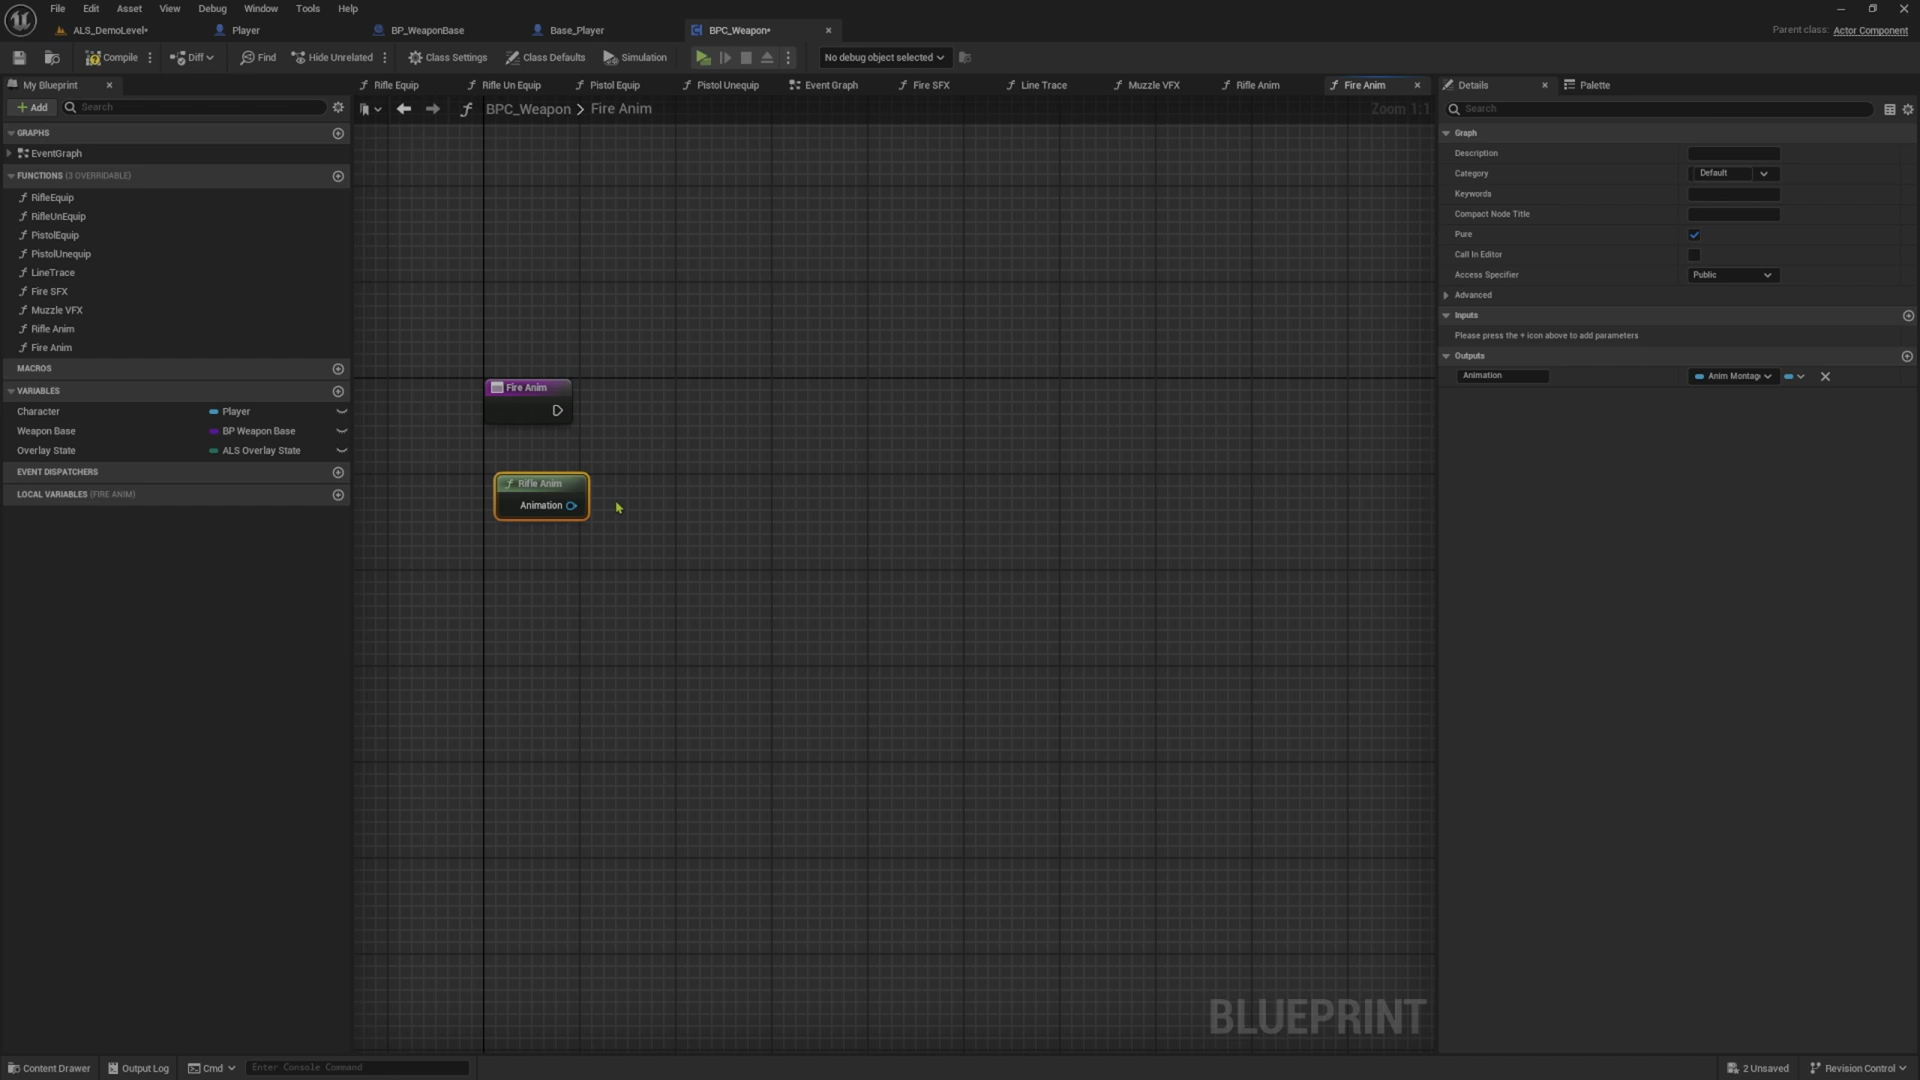 File Edit Asset View Debug Window Tools Help
ALS_DemoLevel• Player BP_WeaponBase Base_Player BPC_Weapon•
Parent class: Actor Component
Compile Diff Find Hide Unrelated Class Settings Class Defaults Simulation No debug object selected
My Blueprint
Rifle Equip Rifle Un Equip Pistol Equip Pistol Unequip Event Graph Fire SFX Line Trace Muzzle VFX Rifle Anim Fire Anim
Details Palette
+ Add Search
BPC_Weapon > Fire Anim
Zoom 1:1
Search
GRAPHS
EventGraph
FUNCTIONS (3 OVERRIDABLE)
RifleEquip
RifleUnEquip
PistolEquip
PistolUnequip
LineTrace
Fire SFX
Muzzle VFX
Rifle Anim
Fire Anim
MACROS
VARIABLES
Character Player
Weapon Base BP Weapon Base
Overlay State ALS Overlay State
EVENT DISPATCHERS
LOCAL VARIABLES (FIRE ANIM)
Fire Anim
Rifle Anim
Animation
BLUEPRINT
Graph
Description
Category Default
Keywords
Compact Node Title
Pure
Call In Editor
Access Specifier Public
Advanced
Inputs
Please press the + icon above to add parameters
Outputs
Animation Anim Montag
Content Drawer Output Log Cmd Enter Console Command
2 Unsaved Revision Control